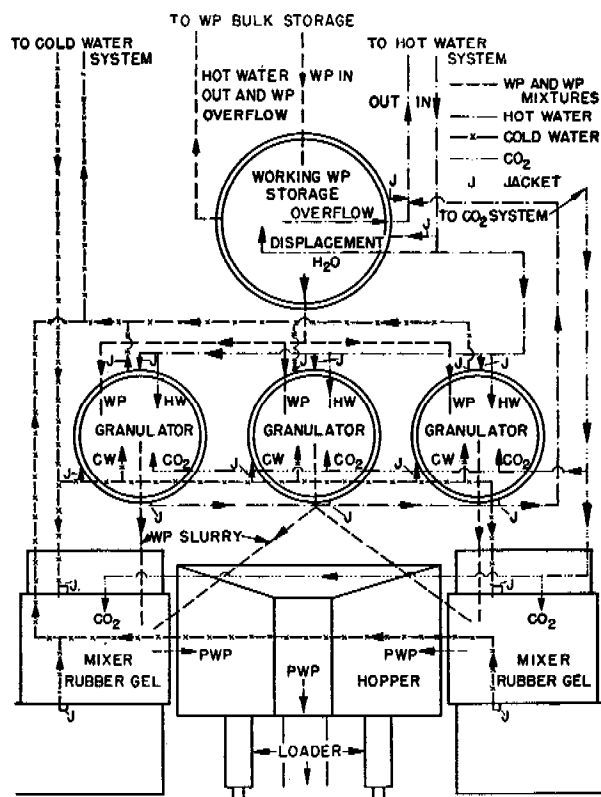 TO WP BULK STORAGE
TO COLD WATER
SYSTEM
TO HOT WATER
SYSTEM
HOT WATER
OUT AND WP
OVERFLOW
WP IN
OUT
IN
WP AND WP
MIXTURES
HOT WATER
COLD WATER
CO2
J JACKET
WORKING WP
STORAGE
OVERFLOW
DISPLACEMENT
H2O
J
J
TO CO2 SYSTEM
J
J
J
J
J
WP
HW
GRANULATOR
CW
CO2
WP
HW
GRANULATOR
CW
CO2
WP
HW
GRANULATOR
CW
CO2
J
J
J
J
J
WP SLURRY
J
J
CO2
CO2
MIXER
RUBBER GEL
PWP
PWP
PWP
HOPPER
MIXER
RUBBER GEL
J
J
LOADER